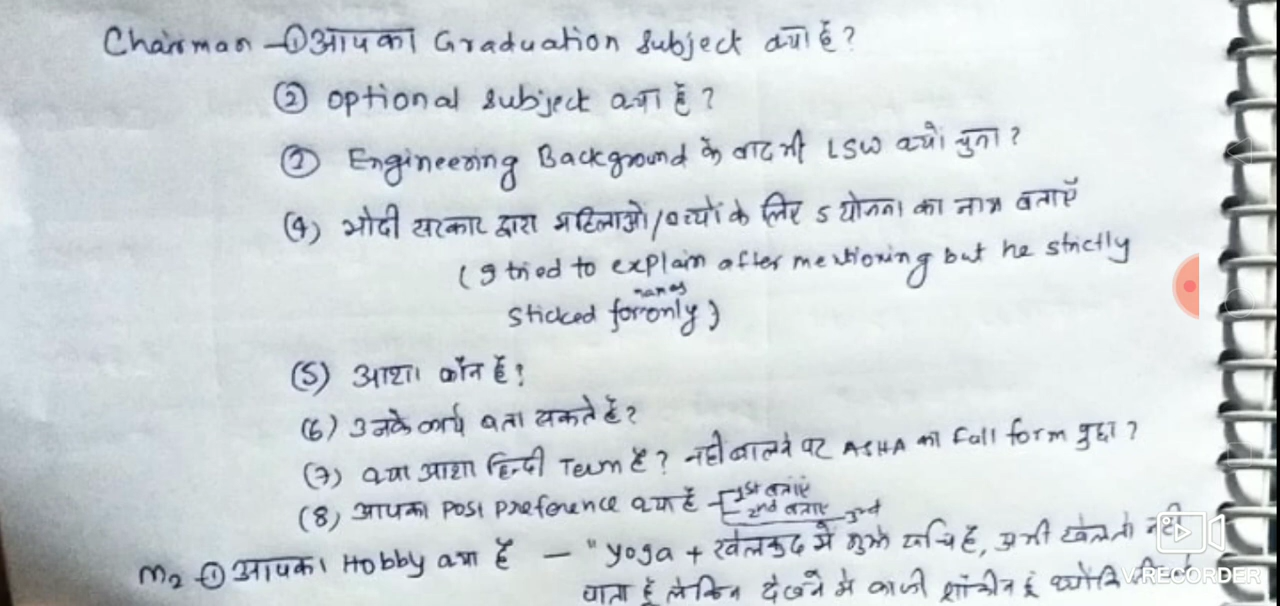 Chairman - ① आपका Graduation Subject क्या है?
② Optional Subject क्या है?
③ Engineering Background के बाद भी LSW क्यों चुना?
(4) मोदी सरकार द्वारा महिलाओं/बच्चों के लिए 5 योजना का नाम बताएँ
(I tried to explain after mentioning but he strictly
names
sticked for only)
(5) आशा कौन है?
(6) उनके कार्य बता सकते हैं?
(7) क्या आशा हिन्दी Term है? नहीं बोलने पर ASHA का Full form पुछा?
(8) आपका Post Preference क्या है - 1st बताएं
2nd बताए
M2 - ① आपका Hobby क्या है - "yoga + खेलकुद में मुझे रुचि है, अभी खेल तो नहीं
पाता हूँ लेकिन देखने में काफी शौकीन हूं क्योंकि
V RECORDER